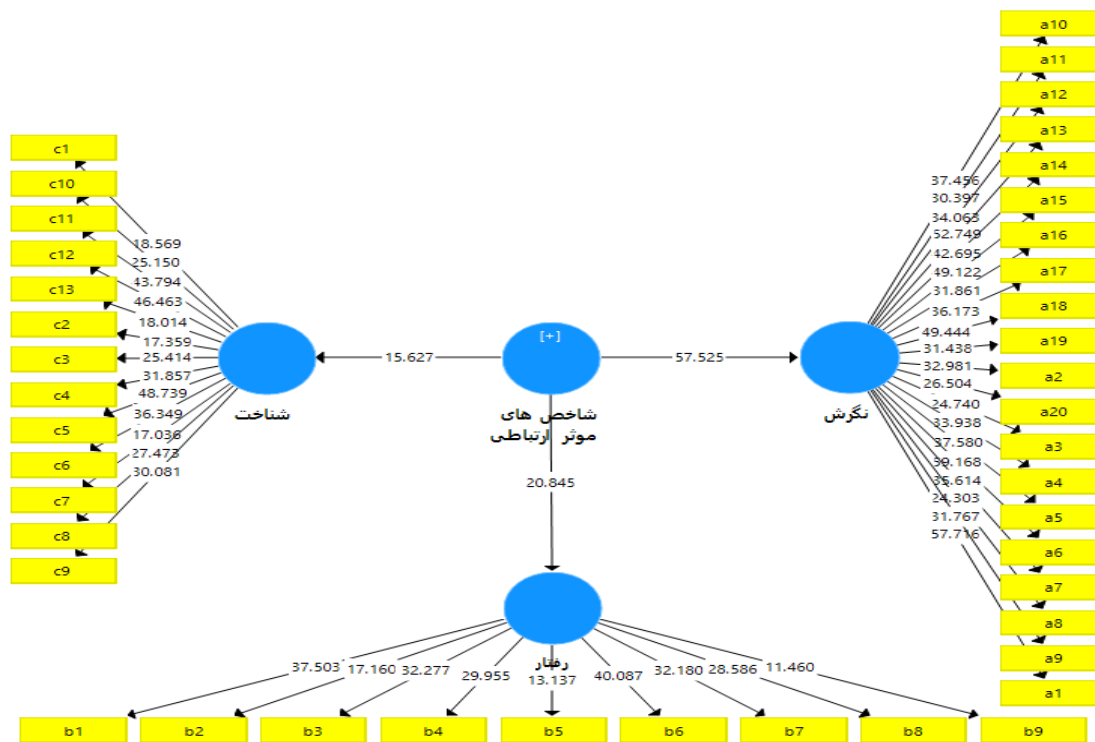 c1
c10
c11
c12
c13
c2
c3
c4
c5
c6
c7
c8
c9
18.569
25.150
43.794
46.463
18.014
17.359
25.414
31.857
48.739
36.349
17.036
27.473
30.081
شناخت
15.627
[+]
شاخص های
موثر ارتباطی
57.525
20.845
نگرش
37.456
30.397
34.063
52.749
42.695
49.122
31.861
36.173
49.444
31.438
32.981
26.504
24.740
33.938
37.580
39.168
35.614
24.303
31.767
57.716
a10
a11
a12
a13
a14
a15
a16
a17
a18
a19
a2
a20
a3
a4
a5
a6
a7
a8
a9
a1
رفتار
37.503 17.160 32.277 29.955 13.137 40.087 32.180 28.586 11.460
b1 b2 b3 b4 b5 b6 b7 b8 b9